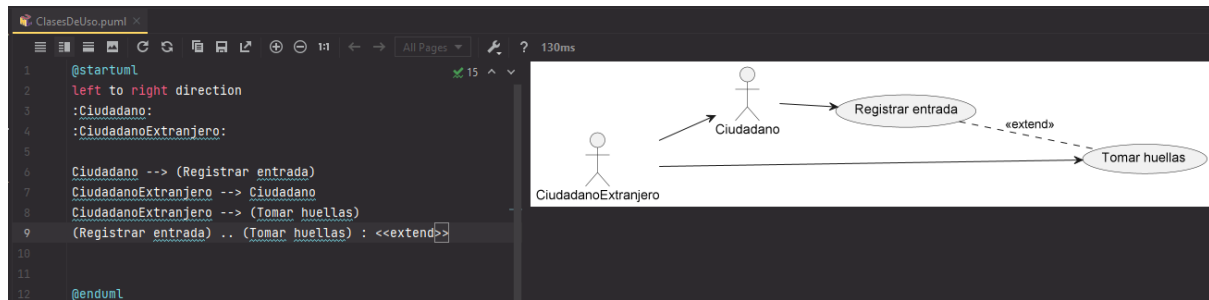 ClasesDeUso.puml
1:1 All Pages ? 130ms
15
1 @startuml
2 left to right direction
3 :Ciudadano:
4 :CiudadanoExtranjero:
5
6 Ciudadano --> (Registrar entrada)
7 CiudadanoExtranjero --> Ciudadano
8 CiudadanoExtranjero --> (Tomar huellas)
9 (Registrar entrada) .. (Tomar huellas) : <<extend>>
10
11
12 @enduml
Registrar entrada
«extend»
Ciudadano
Tomar huellas
CiudadanoExtranjero